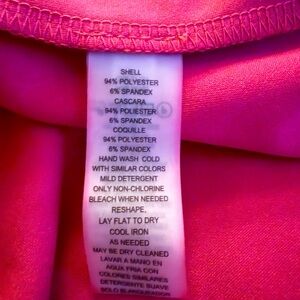 SHELL
94% POLYESTER
6% SPANDEX
CASCARA
94% POLIESTER
6% SPANDEX
COQUILLE
94% POLYESTER
6% SPANDEX
HAND WASH COLD
WITH SIMILAR COLORS
MILD DETERGENT
ONLY NON-CHLORINE
BLEACH WHEN NEEDED
RESHAPE,
LAY FLAT TO DRY
COOL IRON
AS NEEDED
MAY BE DRY CLEANED
LAVAR A MANO EN
AGUA FRIA CON
COLORES SIMILARES
DETERGENTE SUAVE
SOLO BLANQUEADOR